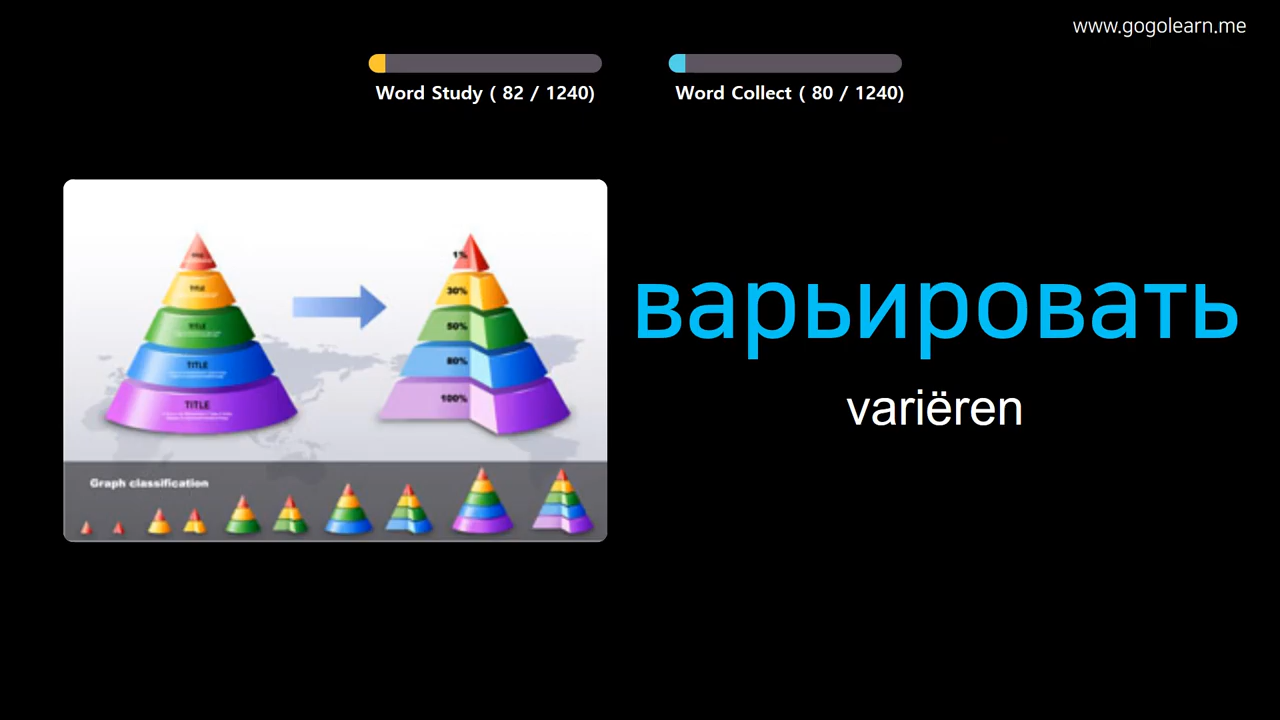 www.gogolearn.me
Word Study ( 82 / 1240)
Word Collect ( 80 / 1240)
TITLE
TITLE
TITLE
TITLE
1%
30%
50%
80%
100%
варьировать
variëren
Graph classification